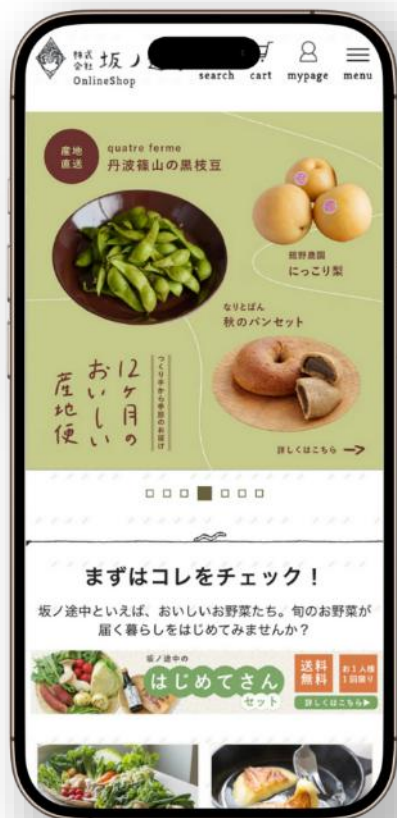 株式会社 坂ノ
OnlineShop
search cart mypage menu
産地直送
quatre ferme
丹波篠山の黒枝豆
にっこり梨
なりとぱん
秋のパンセット
つくり手から季節のお届け
12ヶ月の
おいしい
産地便
詳しくはこちら
まずはコレをチェック！
坂ノ途中といえば、おいしいお野菜たち。旬のお野菜が
届く暮らしをはじめてみませんか？
坂ノ途中の
はじめてさん
セット
送料
無料
お1人様
1回限り
詳しくはこちら▶